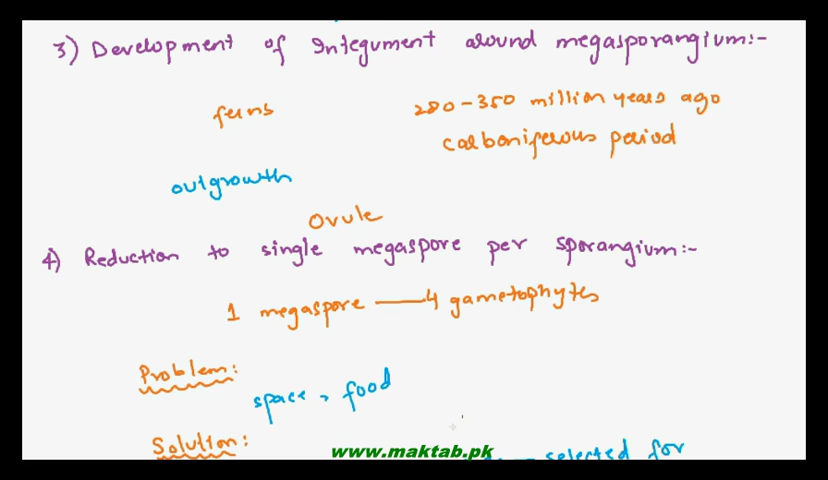 3) Development of Integument around megasporangium:-
ferns 280-350 million years ago
carboniferous period
outgrowth
Ovule
4) Reduction to single megaspore per sporangium:-
1 megaspore — 4 gametophytes
Problem:
space, food
Solution:
selected for
www.maktab.pk